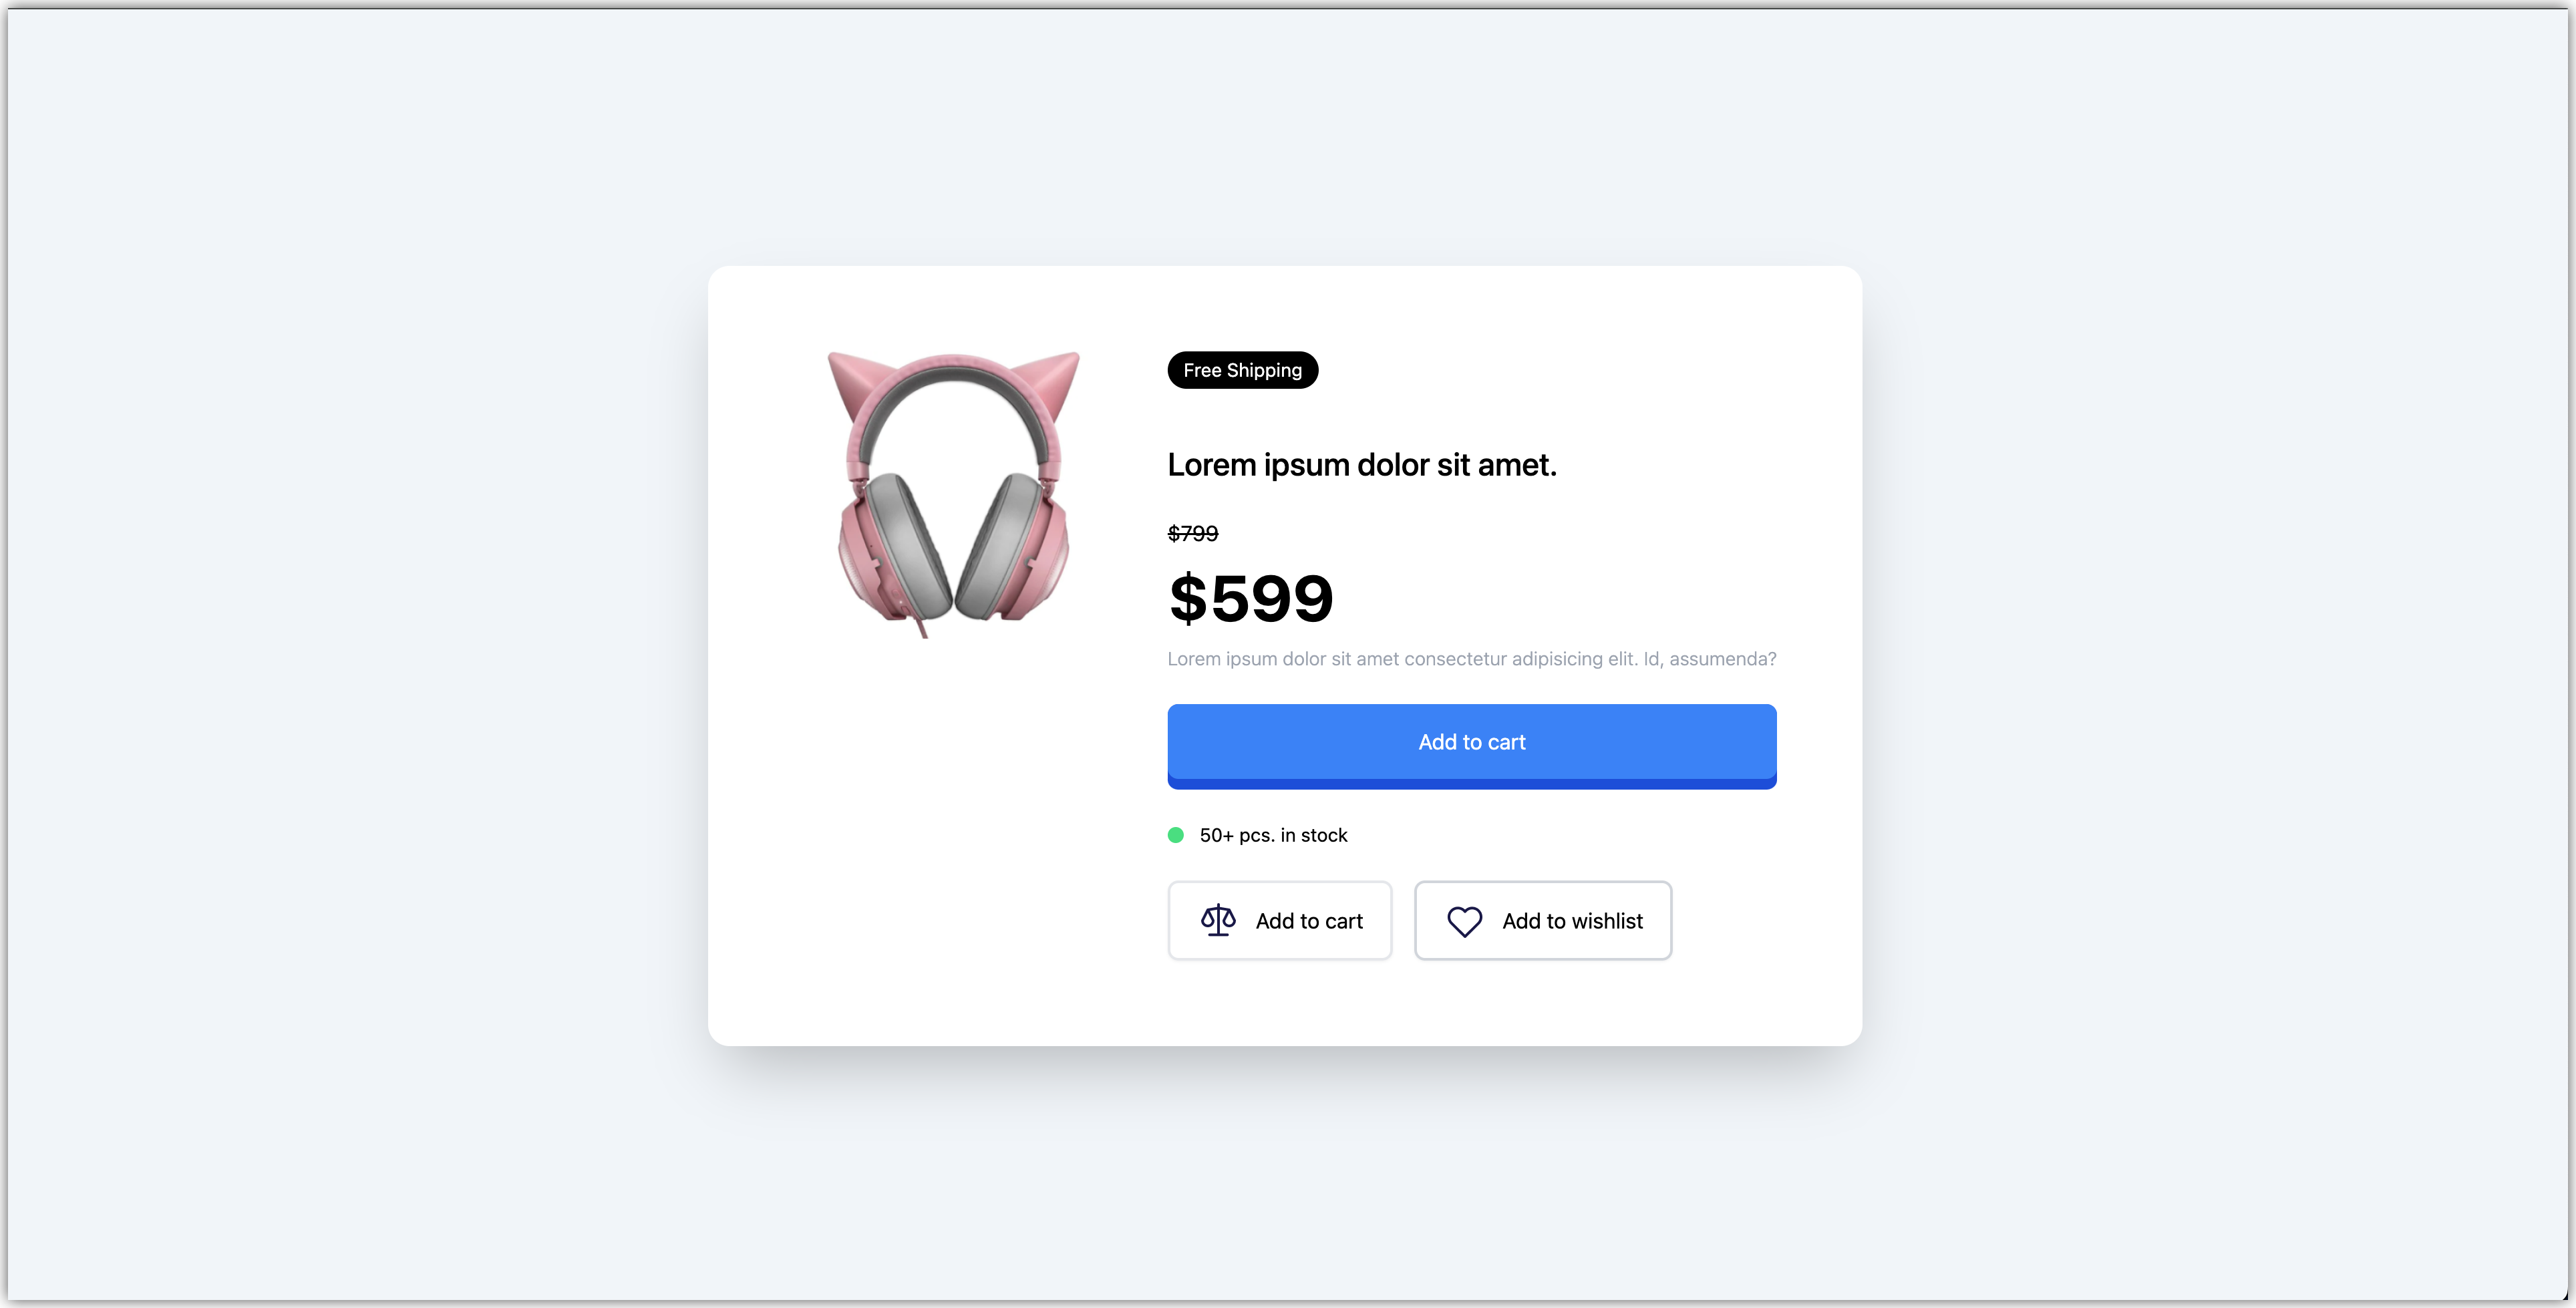 Free Shipping
Lorem ipsum dolor sit amet.
$799
$599
Lorem ipsum dolor sit amet consectetur adipisicing elit. Id, assumenda?
Add to cart
50+ pcs. in stock
Add to cart
Add to wishlist